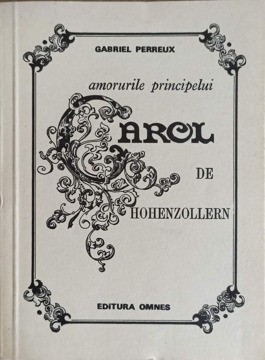 GABRIEL PERREUX
amorurile principelui
CAROL
DE
HOHENZOLLERN
EDITURA OMNES